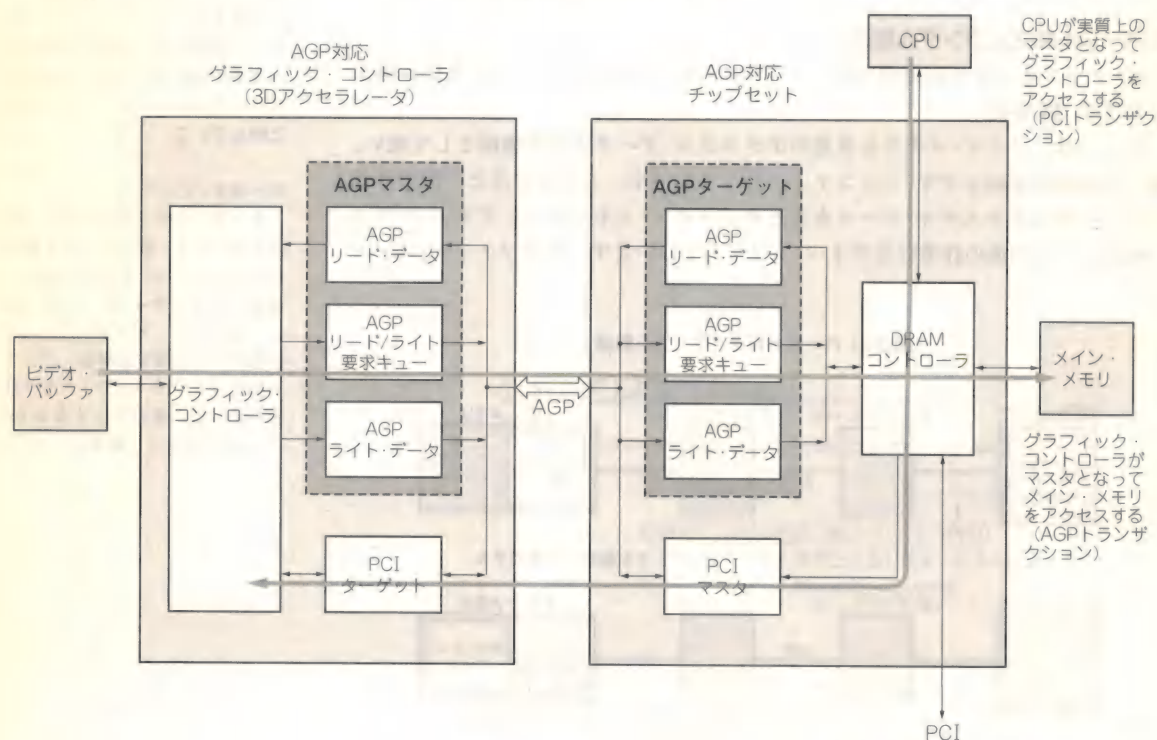 AGP対応
グラフィック・コントローラ
(3Dアクセラレータ)
AGP対応
チップセット
CPU
CPUが実質上の
マスタとなって
グラフィック・
コントローラを
アクセスする
(PCIトランザク
ション)
AGPマスタ
AGP
リード・データ
AGP
リード/ライト
要求キュー
AGP
ライト・データ
PCI
ターゲット
ビデオ・
バッファ
グラフィック・
コントローラ
AGP
AGPターゲット
AGP
リード・データ
AGP
リード/ライト
要求キュー
AGP
ライト・データ
PCI
マスタ
DRAM
コントローラ
メイン・
メモリ
グラフィック・
コントローラが
マスタとなって
メイン・メモリ
をアクセスする
(AGPトランザ
クション)
PCI